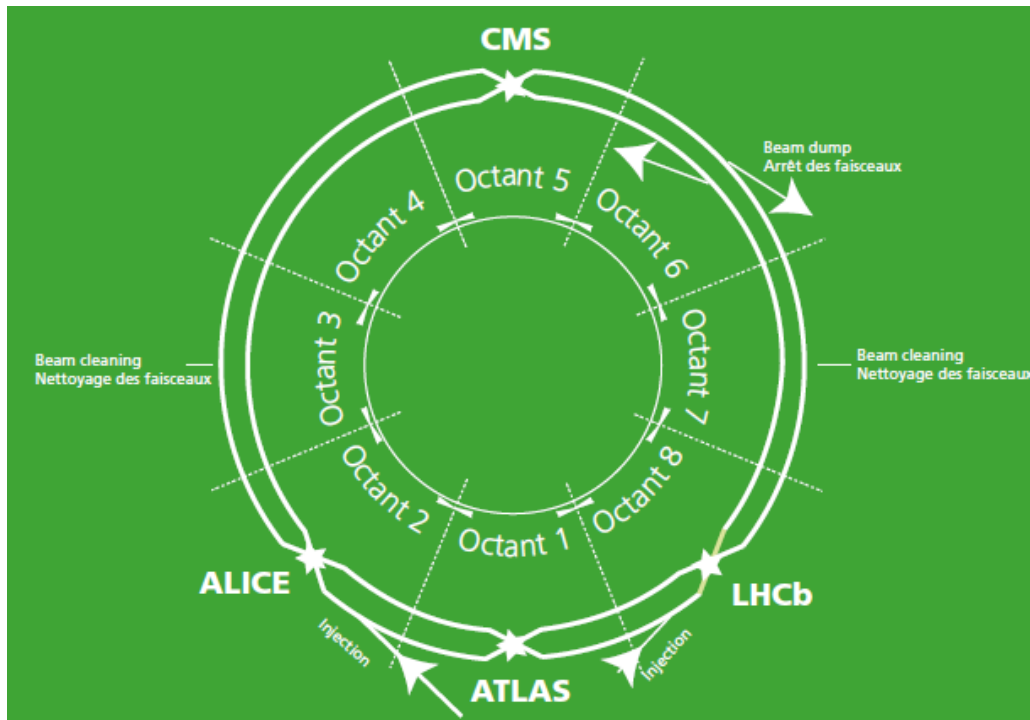 CMS
Beam dump
Arrêt des faisceaux
Octant 5
Octant 4
Octant 6
Octant 3
Octant 7
Beam cleaning
Nettoyage des faisceaux
Beam cleaning
Nettoyage des faisceaux
Octant 2
Octant 8
Octant 1
ALICE
LHCb
Injection
Injection
ATLAS